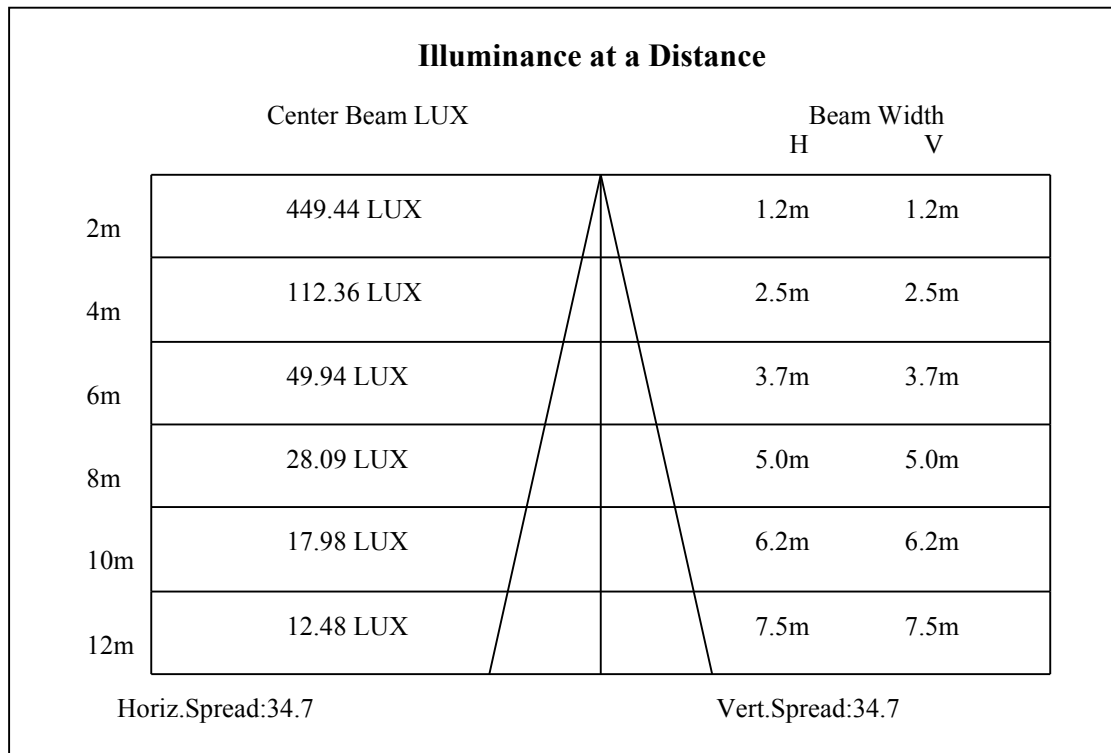 Illuminance at a Distance
Center Beam LUX Beam Width
H V
2m 449.44 LUX 1.2m 1.2m
4m 112.36 LUX 2.5m 2.5m
6m 49.94 LUX 3.7m 3.7m
8m 28.09 LUX 5.0m 5.0m
10m 17.98 LUX 6.2m 6.2m
12m 12.48 LUX 7.5m 7.5m
Horiz.Spread:34.7 Vert.Spread:34.7